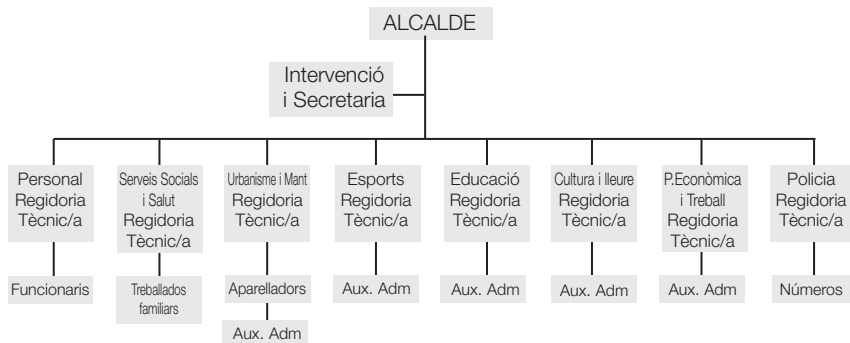 ALCALDE
Intervenció
i Secretaria
Personal
Regidoria
Tècnic/a
Serveis Socials
i Salut
Regidoria
Tècnic/a
Urbanisme i Mant
Regidoria
Tècnic/a
Esports
Regidoria
Tècnic/a
Educació
Regidoria
Tècnic/a
Cultura i lleure
Regidoria
Tècnic/a
P.Econòmica
i Treball
Regidoria
Tècnic/a
Policia
Regidoria
Tècnic/a
Funcionaris
Treballados
familiars
Aparelladors
Aux. Adm
Aux. Adm
Aux. Adm
Aux. Adm
Aux. Adm
Números